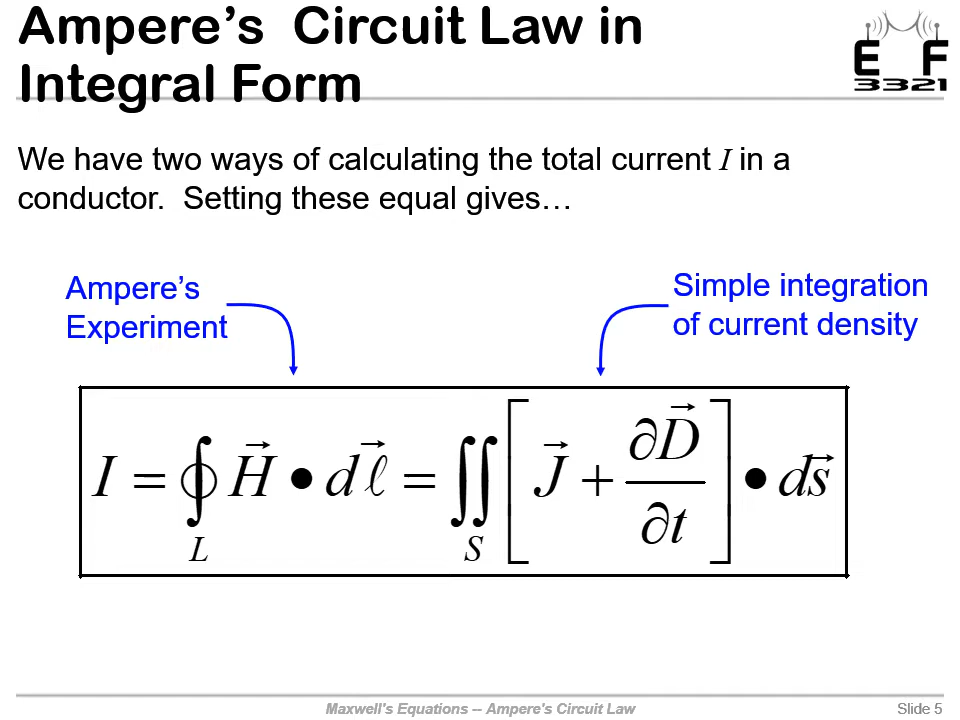 Ampere's  Circuit Law in
Integral Form
E F
3321
We have two ways of calculating the total current I in a
conductor.  Setting these equal gives…
Ampere's
Experiment
Simple integration
of current density
I = ∮_L H⃗ • dℓ⃗ = ∬_S [ J⃗ + ∂D⃗/∂t ] • ds⃗
Maxwell's Equations -- Ampere's Circuit Law
Slide 5